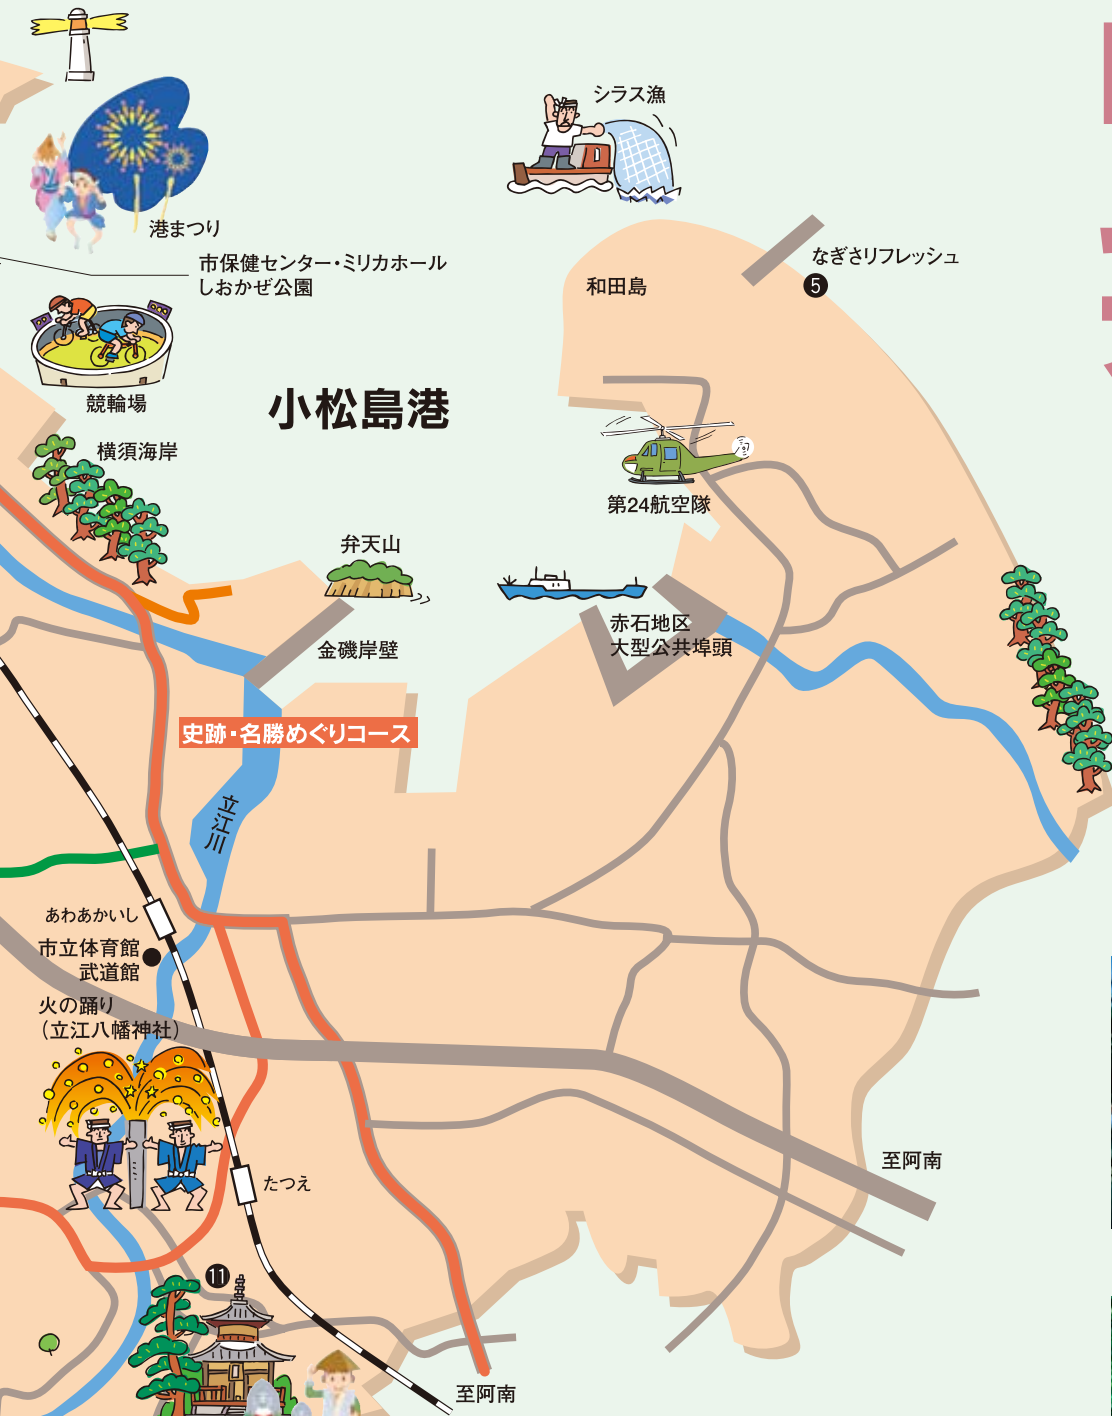 シラス漁
港まつり
市保健センター・ミリカホール
しおかぜ公園
なぎさリフレッシュ
5
和田島
競輪場
小松島港
横須海岸
第24航空隊
弁天山
赤石地区
大型公共埠頭
金磯岸壁
史跡・名勝めぐりコース
立江川
あわあかいし
市立体育館
武道館
火の踊り
（立江八幡神社）
至阿南
たつえ
11
至阿南